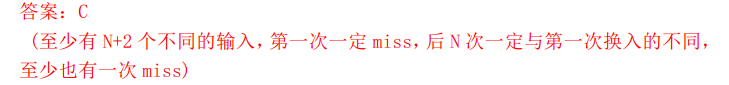 答案：C
(至少有 N+2 个不同的输入，第一次一定 miss，后 N 次一定与第一次换入的不同，
至少也有一次 miss)